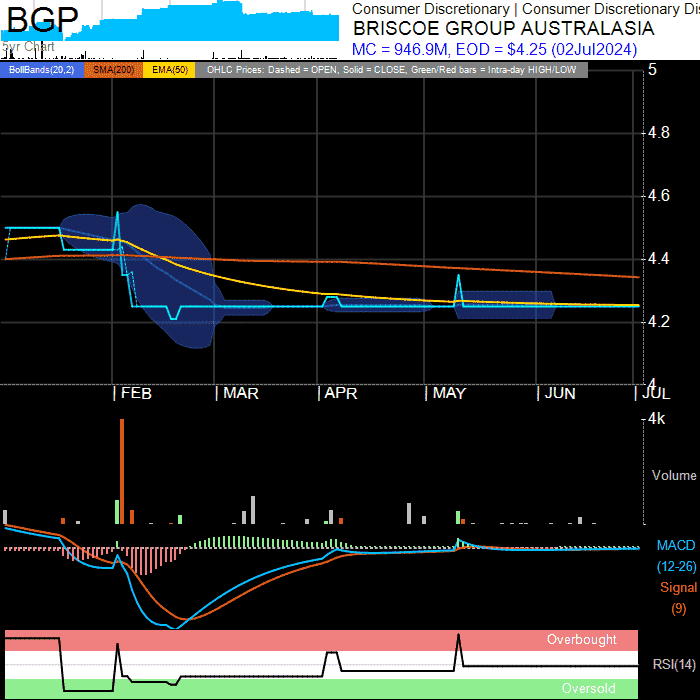 BGP
Consumer Discretionary | Consumer Discretionary Dis
BRISCOE GROUP AUSTRALASIA
5yr Chart
MC = 946.9M, EOD = $4.25 (02Jul2024)
BollBands(20,2) SMA(200) EMA(50) OHLC Prices: Dashed = OPEN, Solid = CLOSE, Green/Red bars = Intra-day HIGH/LOW
5
4.8
4.6
4.4
4.2
4
FEB MAR APR MAY JUN JUL
4k
Volume
MACD
(12-26)
Signal
(9)
Overbought
RSI(14)
Oversold